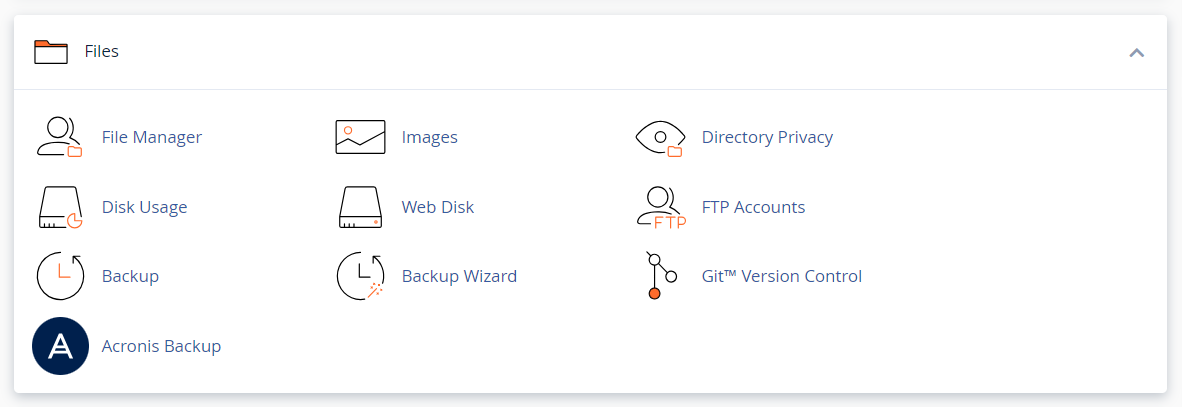 Files
File Manager
Images
Directory Privacy
Disk Usage
Web Disk
FTP
FTP Accounts
Backup
Backup Wizard
Git™ Version Control
A
Acronis Backup